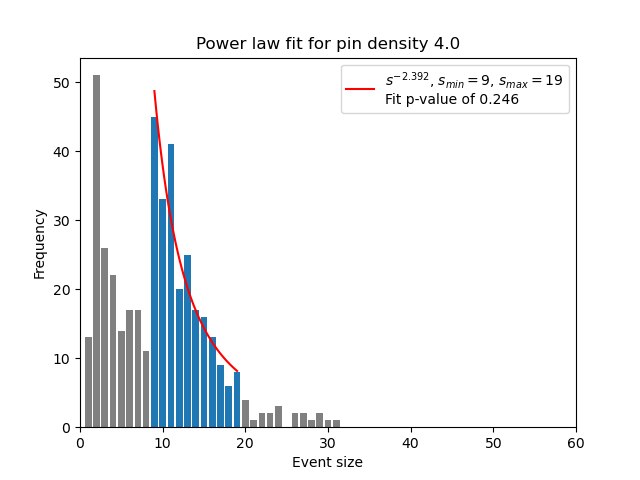 Power law fit for pin density 4.0
s^{-2.392}, s_{min} = 9, s_{max} = 19
Fit p-value of 0.246
50
40
30
20
10
0
Frequency
0 10 20 30 40 50 60
Event size